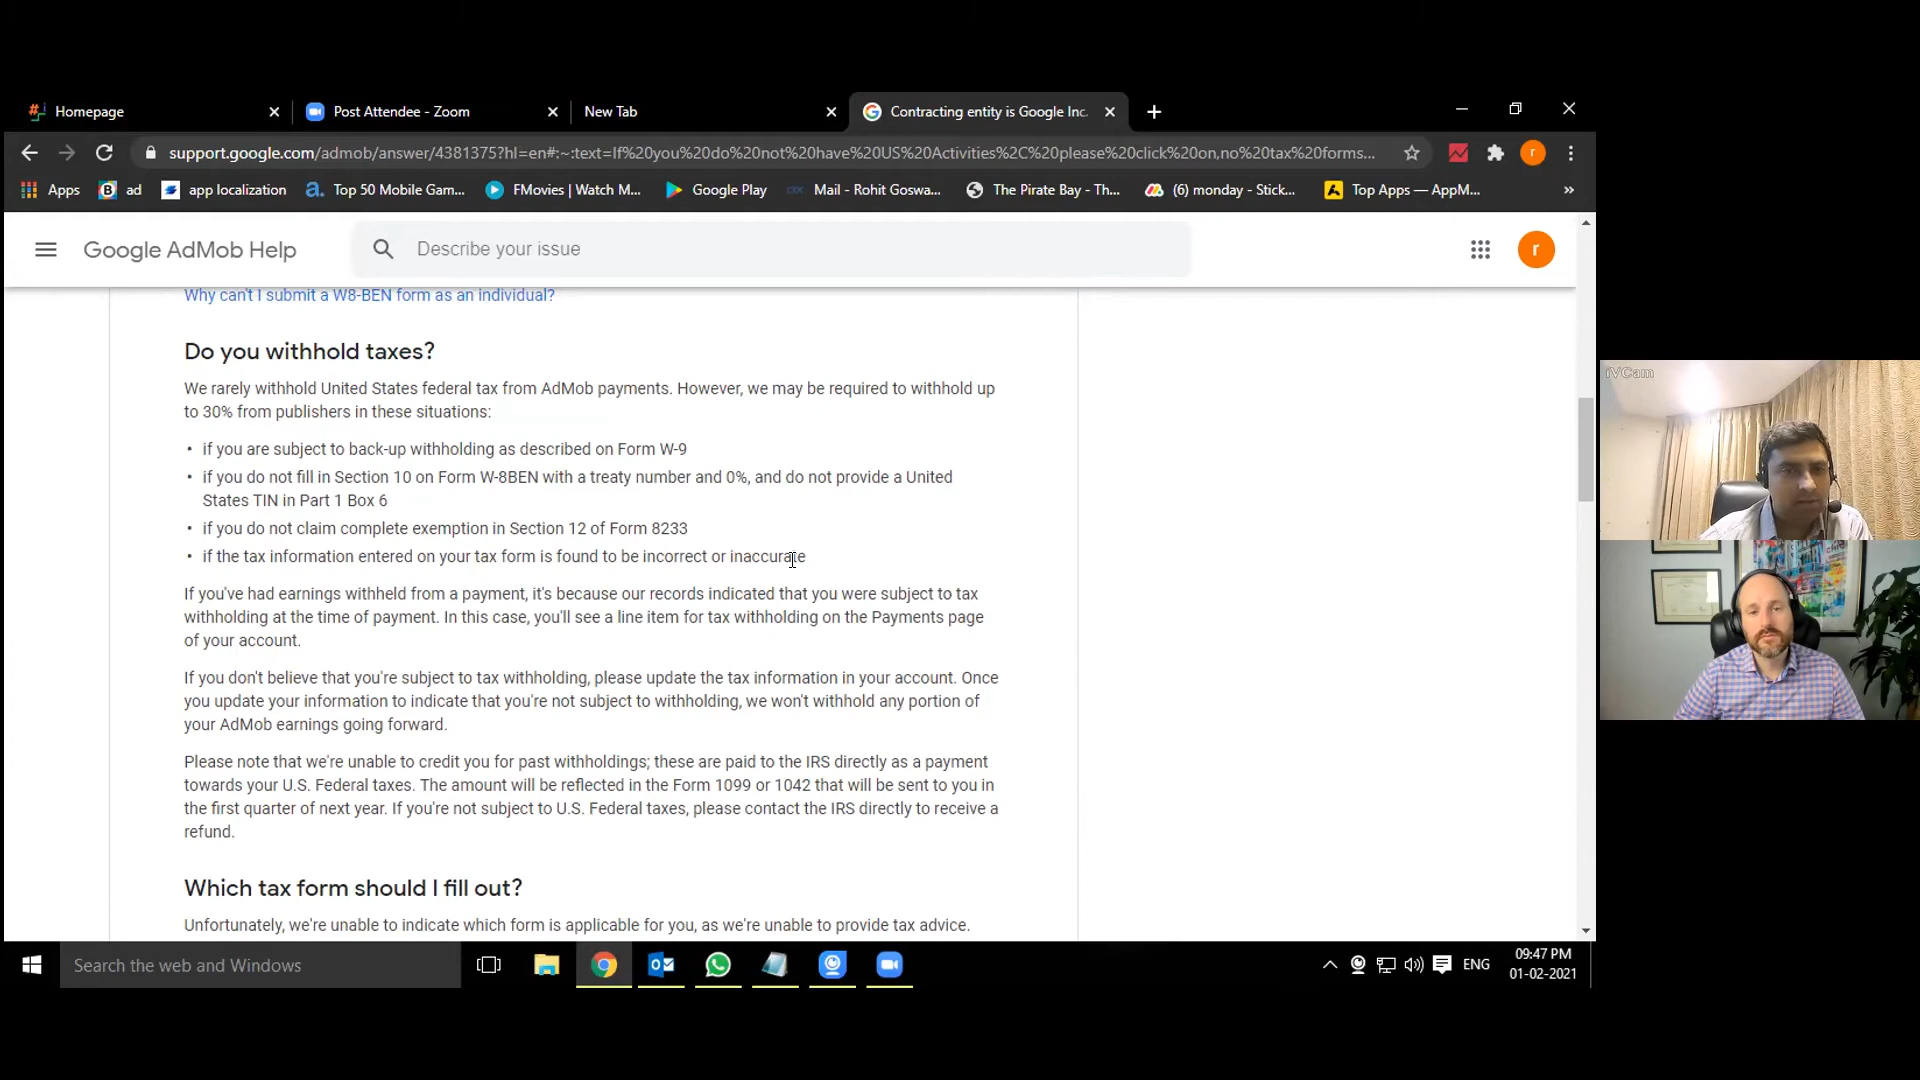 Homepage
Post Attendee - Zoom
New Tab
Contracting entity is Google Inc.
support.google.com/admob/answer/4381375?hl=en#:~:text=If%20you%20do%20not%20have%20US%20Activities%2C%20please%20click%20on,no%20tax%20forms...
Apps
ad
app localization
Top 50 Mobile Gam...
FMovies | Watch M...
Google Play
Mail - Rohit Goswa...
The Pirate Bay - Th...
(6) monday - Stick...
Top Apps — AppM...
»
Google AdMob Help
Describe your issue
r
Why can't I submit a W8-BEN form as an individual?
Do you withhold taxes?
We rarely withhold United States federal tax from AdMob payments. However, we may be required to withhold up
to 30% from publishers in these situations:
• if you are subject to back-up withholding as described on Form W-9
• if you do not fill in Section 10 on Form W-8BEN with a treaty number and 0%, and do not provide a United
States TIN in Part 1 Box 6
• if you do not claim complete exemption in Section 12 of Form 8233
• if the tax information entered on your tax form is found to be incorrect or inaccurate
If you've had earnings withheld from a payment, it's because our records indicated that you were subject to tax
withholding at the time of payment. In this case, you'll see a line item for tax withholding on the Payments page
of your account.
If you don't believe that you're subject to tax withholding, please update the tax information in your account. Once
you update your information to indicate that you're not subject to withholding, we won't withhold any portion of
your AdMob earnings going forward.
Please note that we're unable to credit you for past withholdings; these are paid to the IRS directly as a payment
towards your U.S. Federal taxes. The amount will be reflected in the Form 1099 or 1042 that will be sent to you in
the first quarter of next year. If you're not subject to U.S. Federal taxes, please contact the IRS directly to receive a
refund.
Which tax form should I fill out?
Unfortunately, we're unable to indicate which form is applicable for you, as we're unable to provide tax advice.
iVCam
Search the web and Windows
ENG
09:47 PM
01-02-2021